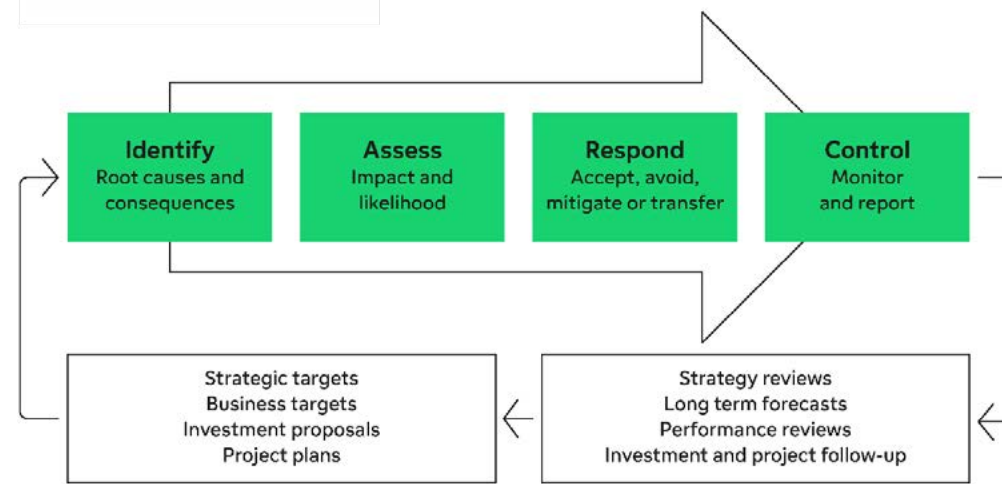 Identify
Root causes and
consequences
Assess
Impact and
likelihood
Respond
Accept, avoid,
mitigate or transfer
Control
Monitor
and report
Strategic targets
Business targets
Investment proposals
Project plans
Strategy reviews
Long term forecasts
Performance reviews
Investment and project follow-up